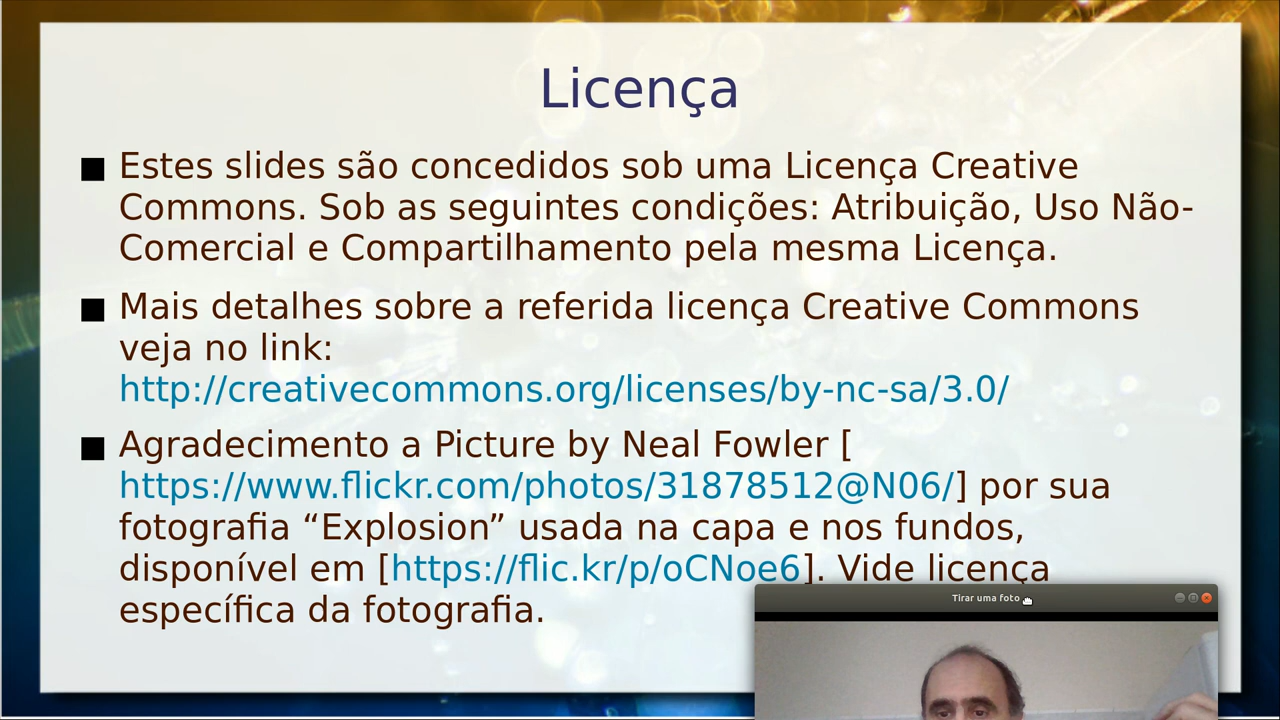 Licença
Estes slides são concedidos sob uma Licença Creative
Commons. Sob as seguintes condições: Atribuição, Uso Não-
Comercial e Compartilhamento pela mesma Licença.
Mais detalhes sobre a referida licença Creative Commons
veja no link:
http://creativecommons.org/licenses/by-nc-sa/3.0/
Agradecimento a Picture by Neal Fowler [
https://www.flickr.com/photos/31878512@N06/] por sua
fotografia “Explosion” usada na capa e nos fundos,
disponível em [https://flic.kr/p/oCNoe6]. Vide licença
específica da fotografia.
Tirar uma foto